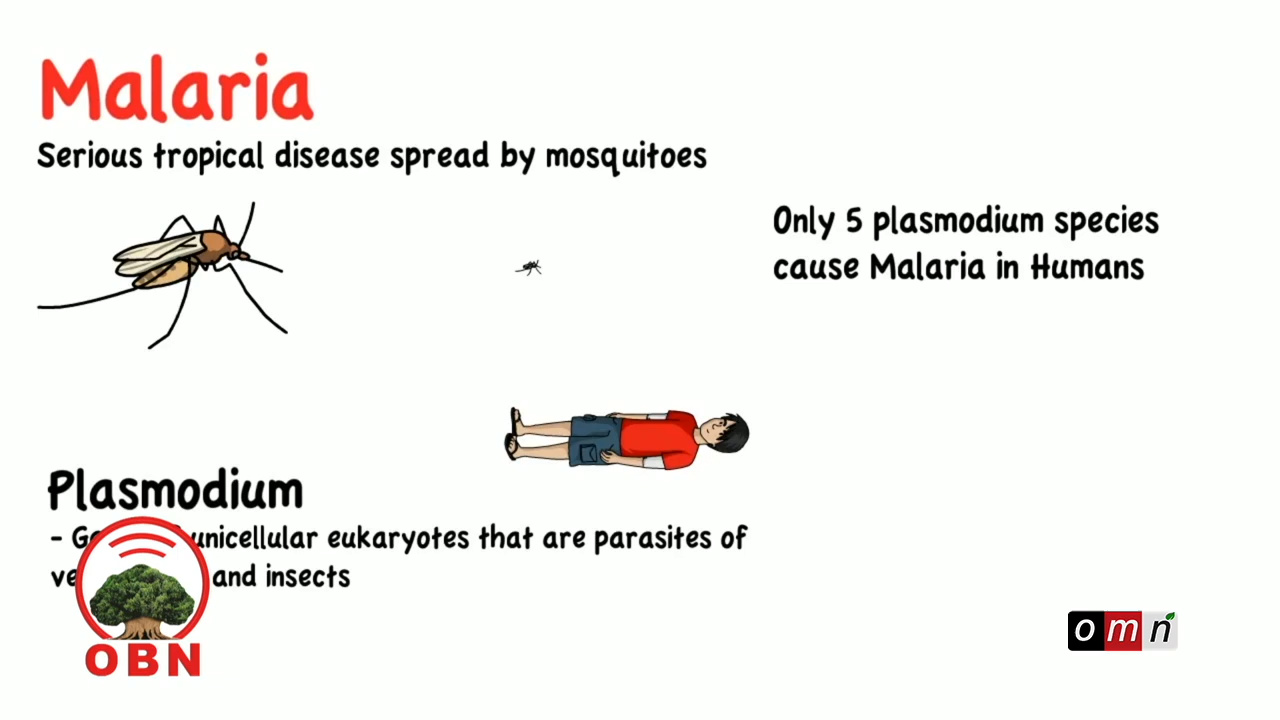 Malaria
Serious tropical disease spread by mosquitoes
Only 5 plasmodium species
cause Malaria in Humans
Plasmodium
- unicellular eukaryotes that are parasites of
and insects
OBN
omn